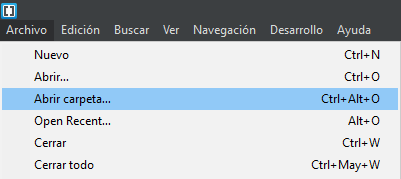 Archivo Edición Buscar Ver Navegación Desarrollo Ayuda
Nuevo Ctrl+N
Abrir... Ctrl+O
Abrir carpeta... Ctrl+Alt+O
Open Recent... Alt+O
Cerrar Ctrl+W
Cerrar todo Ctrl+May+W